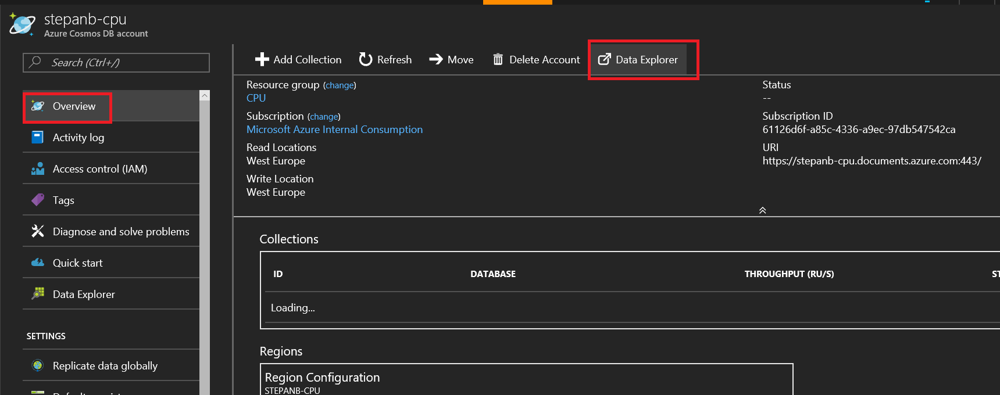 stepanb-cpu
Azure Cosmos DB account
Search (Ctrl+/)
Overview
Activity log
Access control (IAM)
Tags
Diagnose and solve problems
Quick start
Data Explorer
SETTINGS
Replicate data globally
Add Collection Refresh Move Delete Account Data Explorer
Resource group (change)
CPU
Subscription (change)
Microsoft Azure Internal Consumption
Read Locations
West Europe
Write Location
West Europe
Status
--
Subscription ID
61126d6f-a85c-4336-a9ec-97db547542ca
URI
https://stepanb-cpu.documents.azure.com:443/
Collections
ID DATABASE THROUGHPUT (RU/S) ST
Loading...
Regions
Region Configuration
STEPANB-CPU